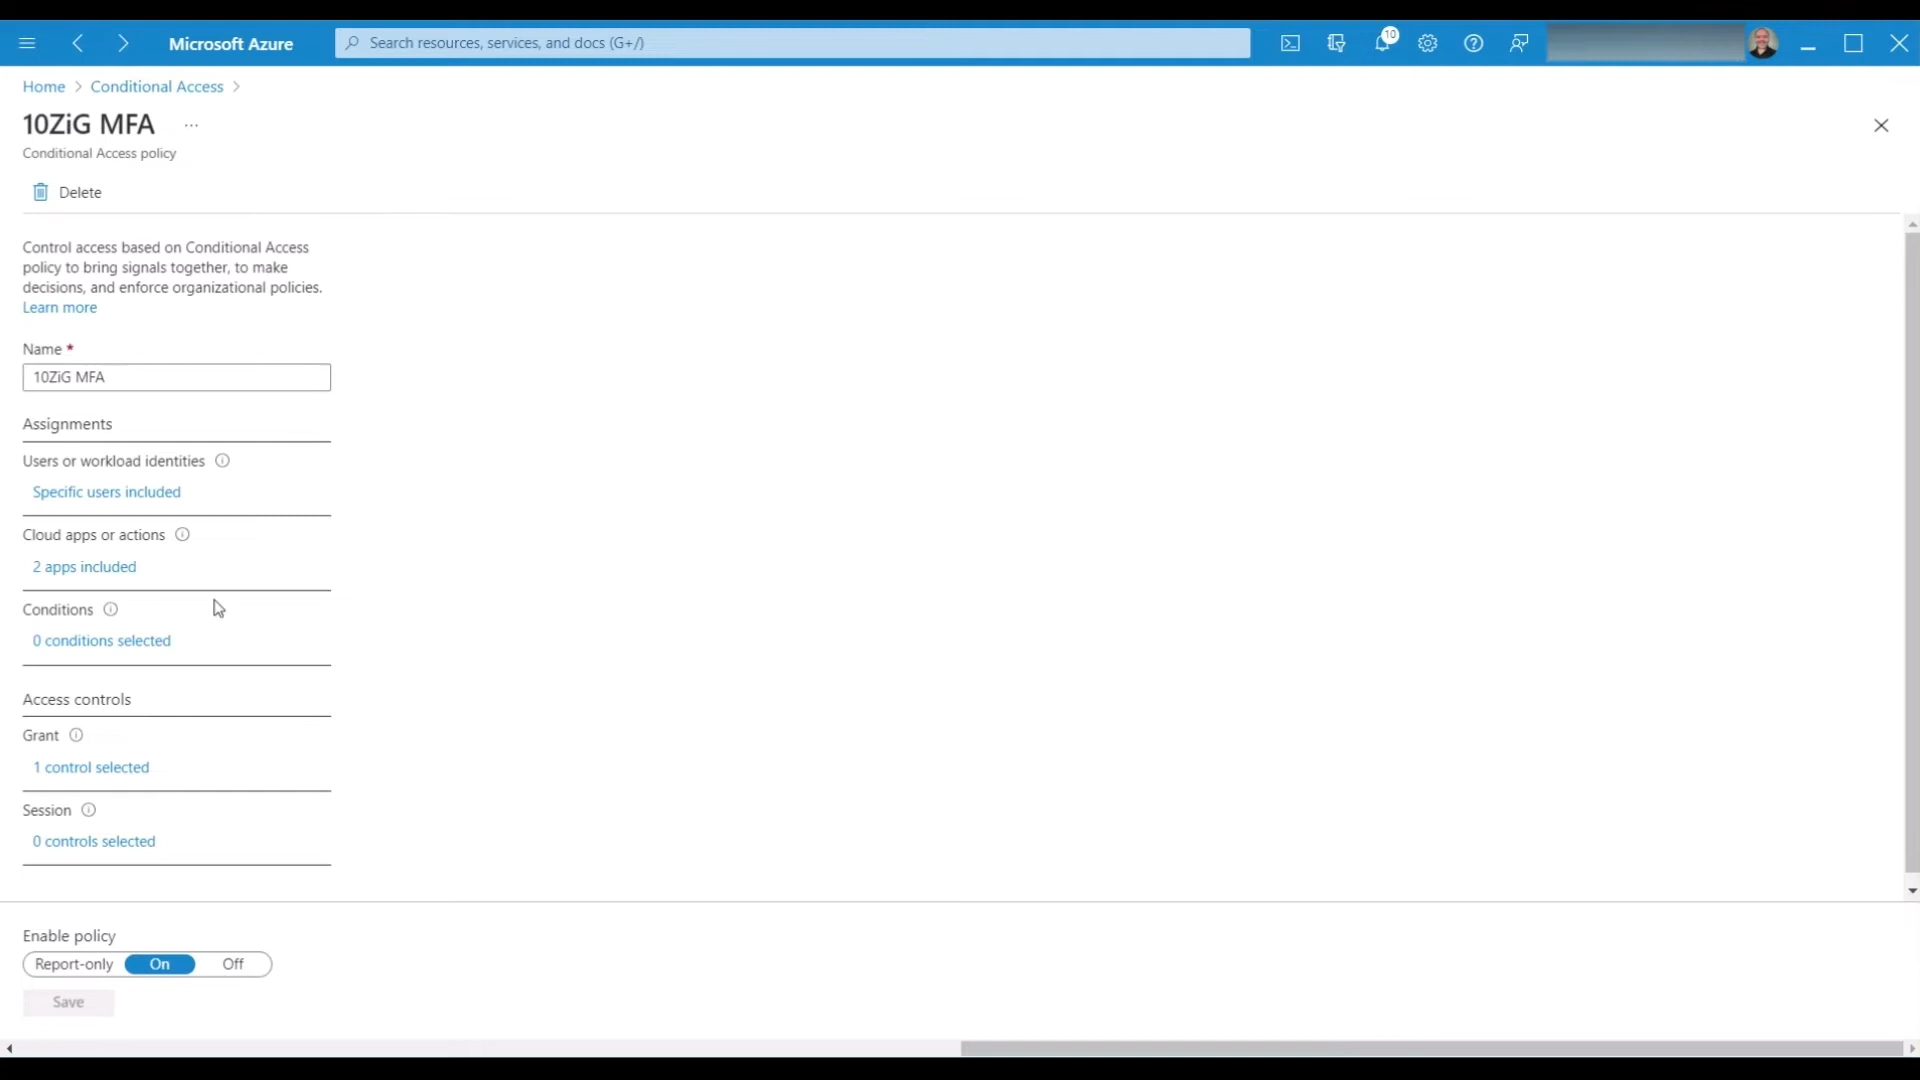 Microsoft Azure
Search resources, services, and docs (G+/)
10
Home > Conditional Access >
10ZiG MFA ...
Conditional Access policy
Delete
Control access based on Conditional Access
policy to bring signals together, to make
decisions, and enforce organizational policies.
Learn more
Name *
10ZiG MFA
Assignments
Users or workload identities
Specific users included
Cloud apps or actions
2 apps included
Conditions
0 conditions selected
Access controls
Grant
1 control selected
Session
0 controls selected
Enable policy
Report-only On Off
Save